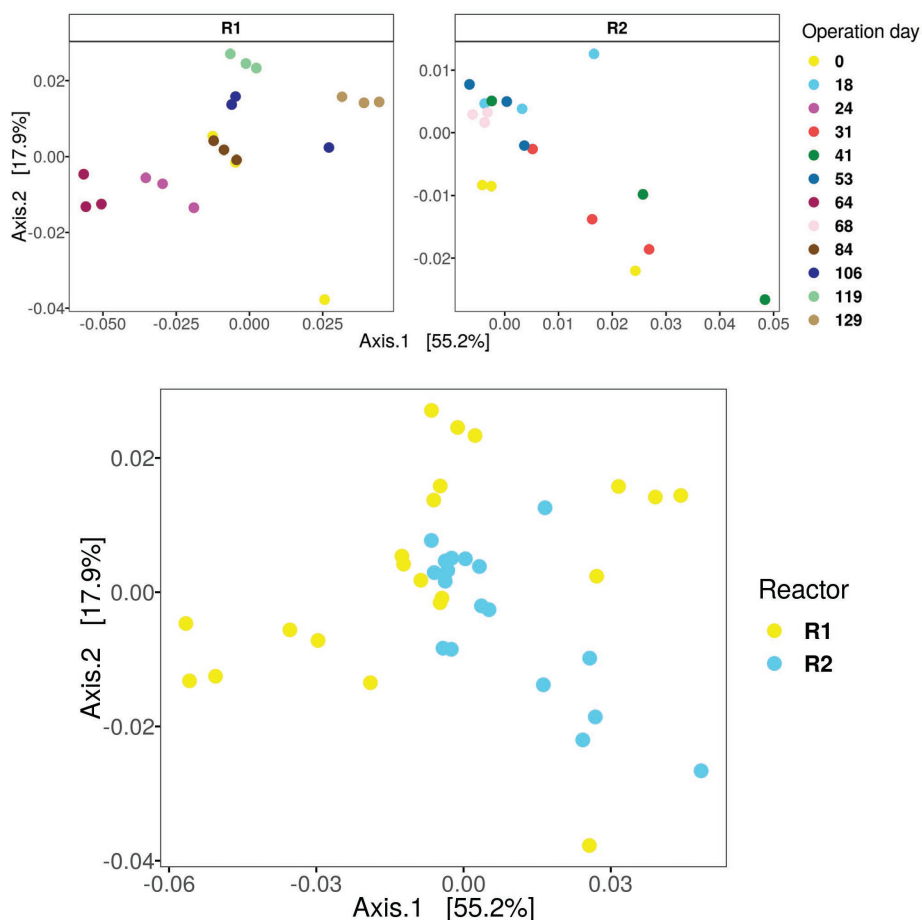 R1 R2
Operation day
0
18
24
31
41
53
64
68
84
106
119
129
Axis.2 [17.9%]
0.02
0.00
-0.02
-0.04
0.01
0.00
-0.01
-0.02
-0.050 -0.025 0.000 0.025
0.00 0.01 0.02 0.03 0.04 0.05
Axis.1 [55.2%]
Axis.2 [17.9%]
0.02
0.00
-0.02
-0.04
-0.06 -0.03 0.00 0.03
Axis.1 [55.2%]
Reactor
R1
R2